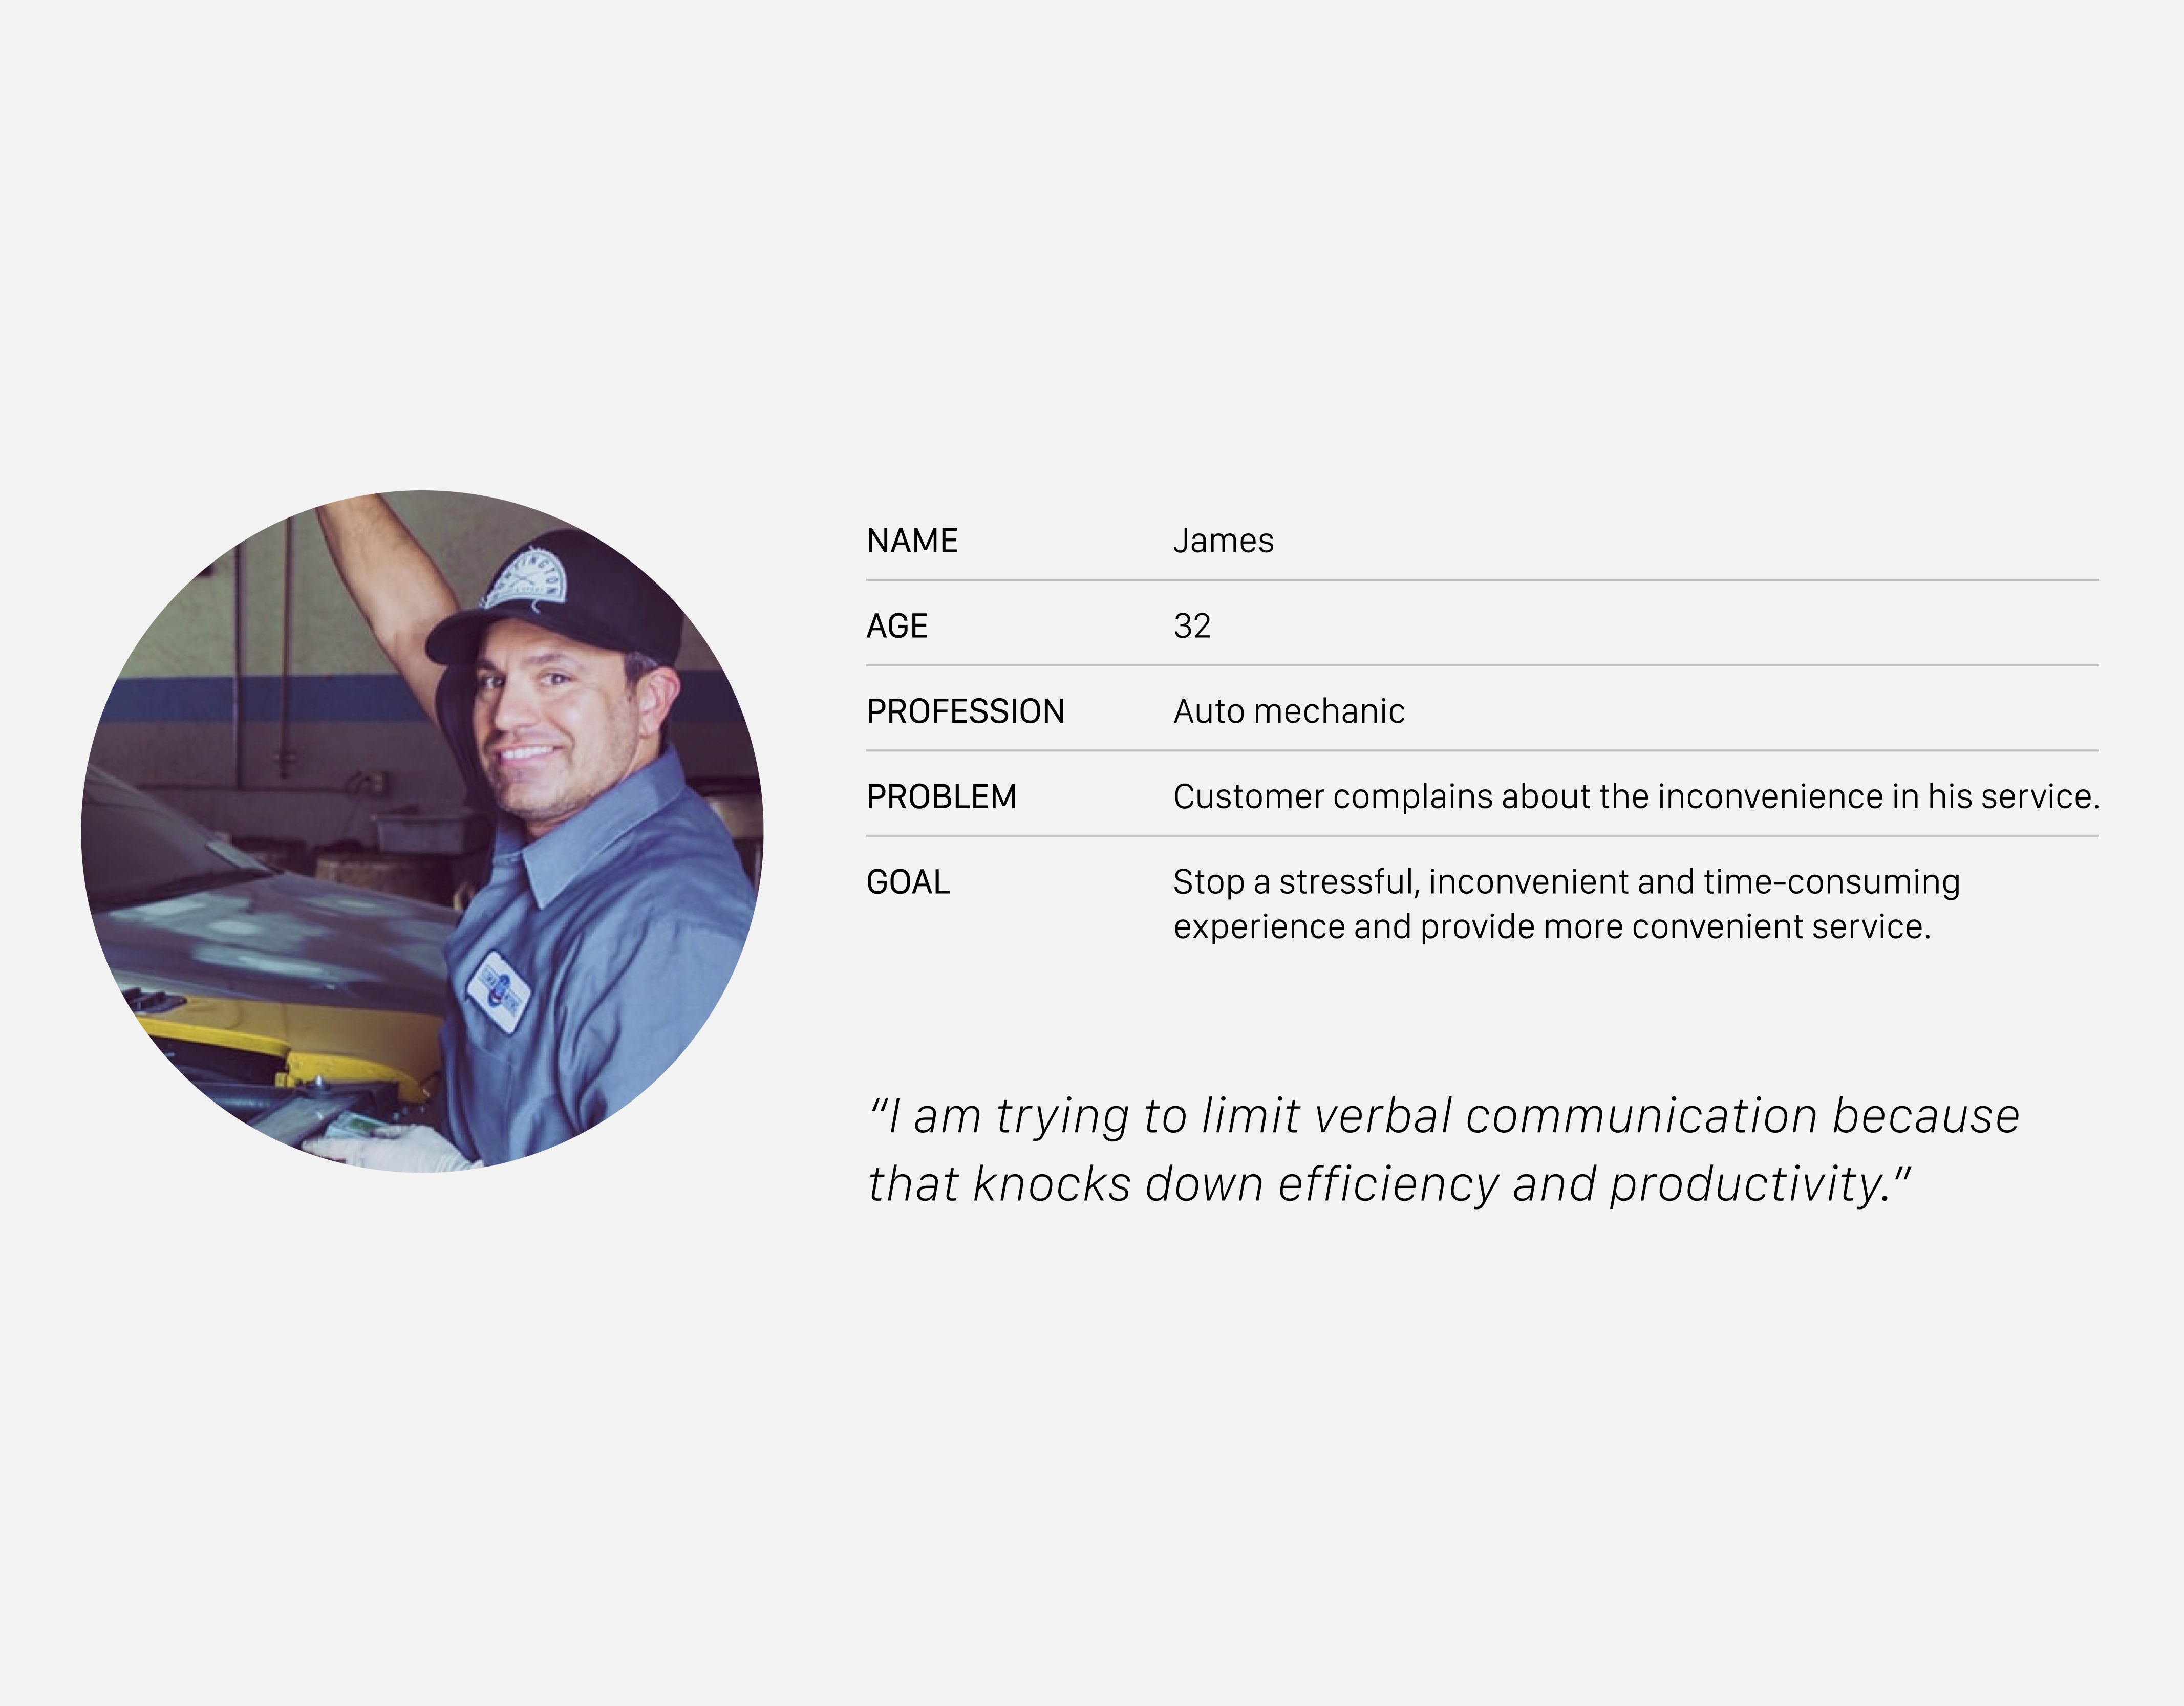 NAME James
AGE 32
PROFESSION Auto mechanic
PROBLEM Customer complains about the inconvenience in his service.
GOAL Stop a stressful, inconvenient and time-consuming
experience and provide more convenient service.
“I am trying to limit verbal communication because
that knocks down efficiency and productivity.”